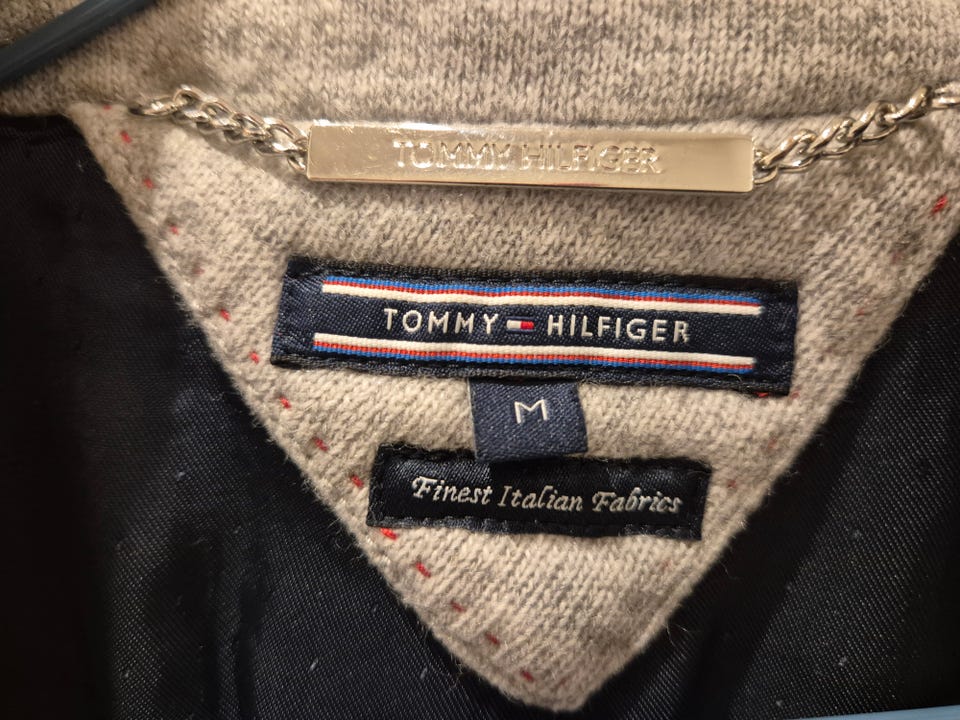 TOMMY HILFIGER
TOMMY HILFIGER
M
Finest Italian Fabrics